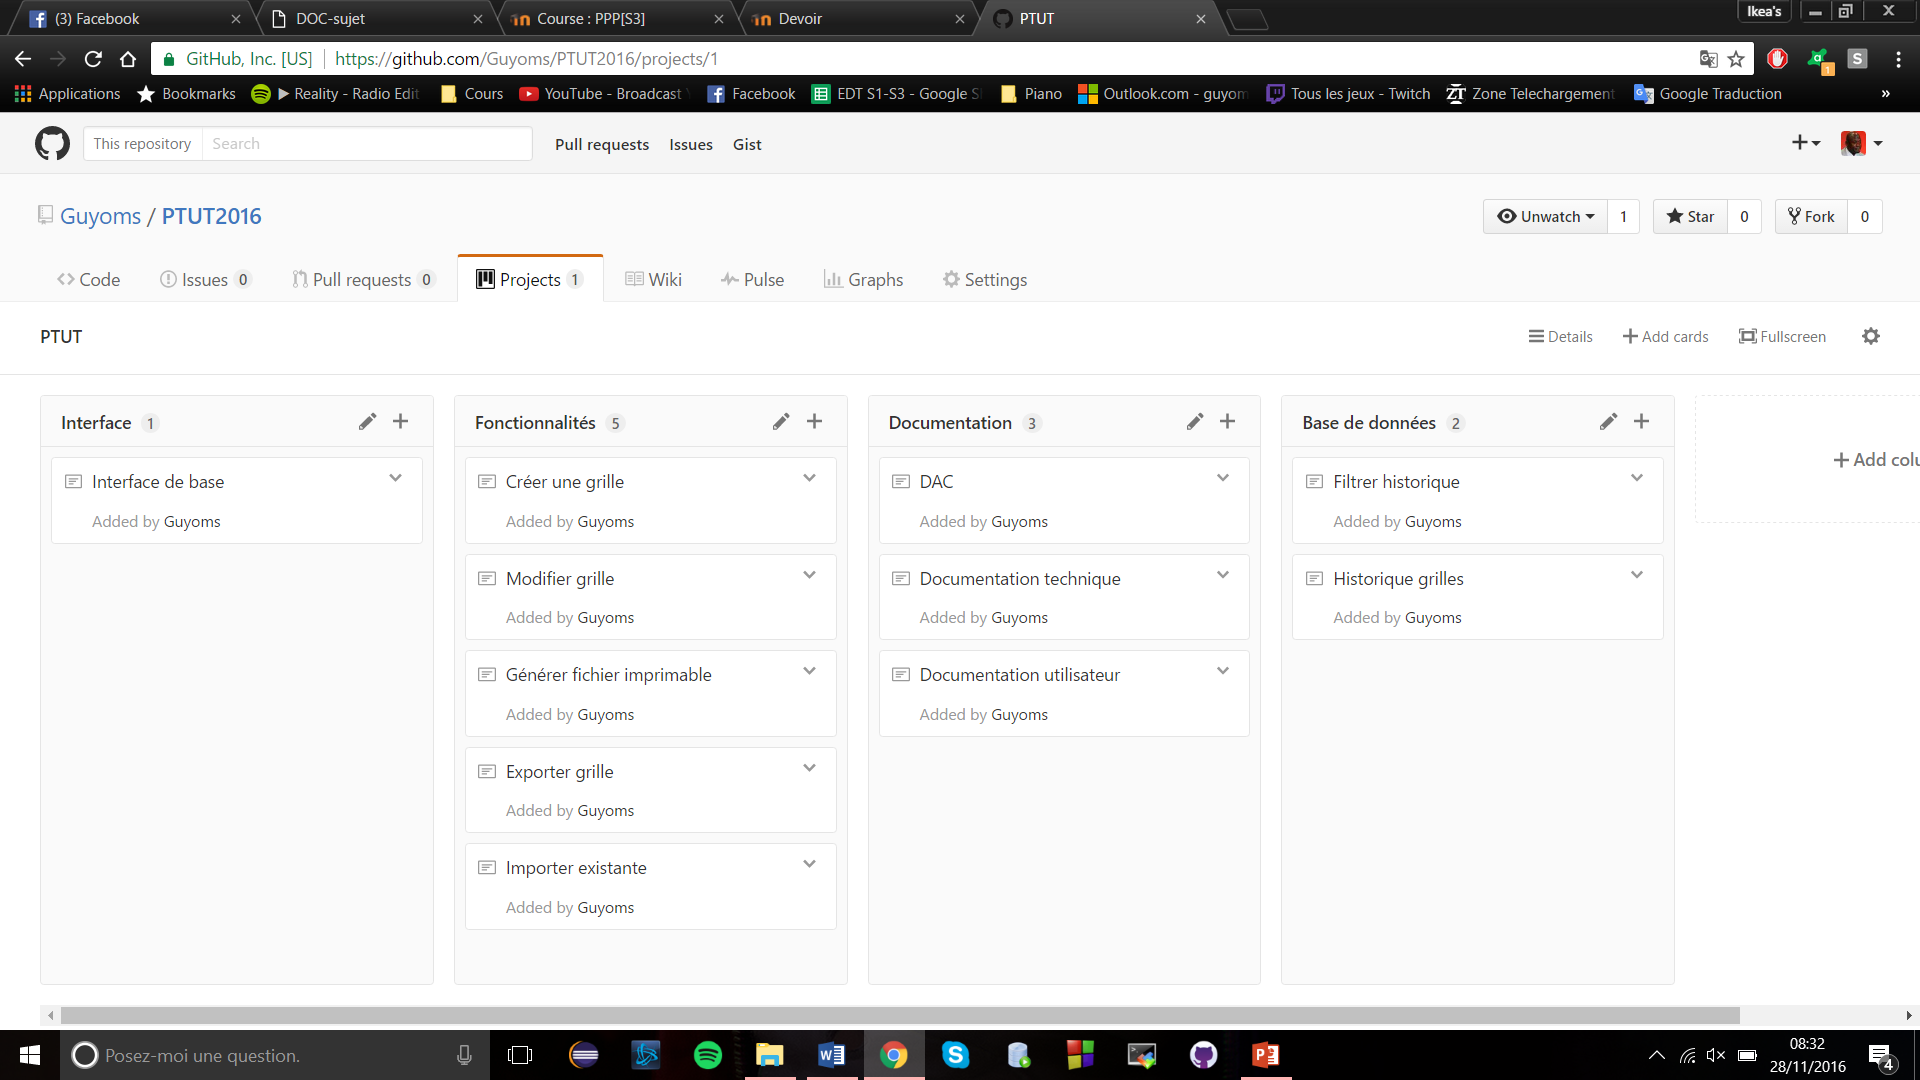 (3) Facebook
DOC-sujet
Course : PPP[S3]
Devoir
PTUT
Ikea's
GitHub, Inc. [US]
https://github.com/Guyoms/PTUT2016/projects/1
S
1
Applications
Bookmarks
▶ Reality - Radio Edit
Cours
YouTube - Broadcast Y
Facebook
EDT S1-S3 - Google S
Piano
Outlook.com - guyom
Tous les jeux - Twitch
ZT Zone Telechargement
Google Traduction
»
This repository
Search
Pull requests
Issues
Gist
Guyoms / PTUT2016
Unwatch 1
Star 0
Fork 0
Code
Issues 0
Pull requests 0
Projects 1
Wiki
Pulse
Graphs
Settings
PTUT
Details
Add cards
Fullscreen
Interface 1
Interface de base
Added by Guyoms
Fonctionnalités 5
Créer une grille
Added by Guyoms
Modifier grille
Added by Guyoms
Générer fichier imprimable
Added by Guyoms
Exporter grille
Added by Guyoms
Importer existante
Added by Guyoms
Documentation 3
DAC
Added by Guyoms
Documentation technique
Added by Guyoms
Documentation utilisateur
Added by Guyoms
Base de données 2
Filtrer historique
Added by Guyoms
Historique grilles
Added by Guyoms
Add colu
Posez-moi une question.
08:32
28/11/2016
4